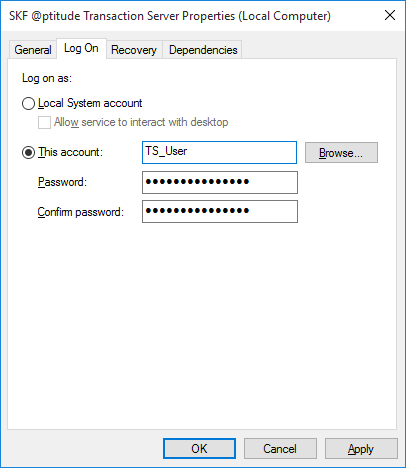 SKF @ptitude Transaction Server Properties (Local Computer)
General Log On Recovery Dependencies
Log on as:
Local System account
Allow service to interact with desktop
This account: TS_User Browse...
Password: •••••••••••••••
Confirm password: •••••••••••••••
OK Cancel Apply